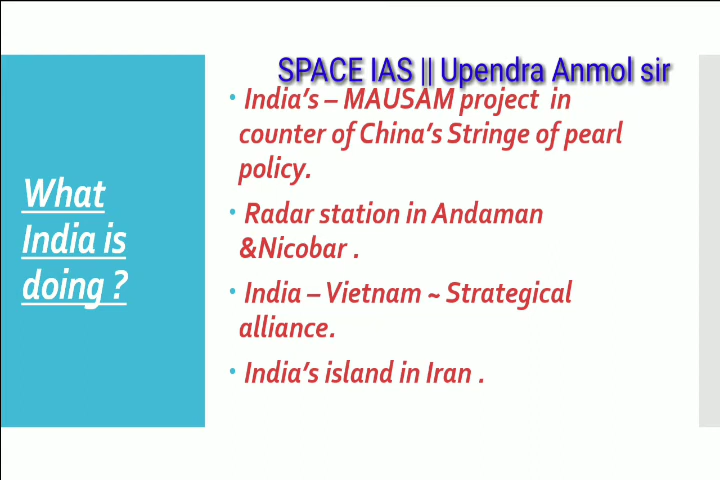 SPACE IAS || Upendra Anmol sir
What
India is
doing ?
• India's – MAUSAM project in
counter of China's Stringe of pearl
policy.
• Radar station in Andaman
&Nicobar .
• India – Vietnam ~ Strategical
alliance.
• India's island in Iran .